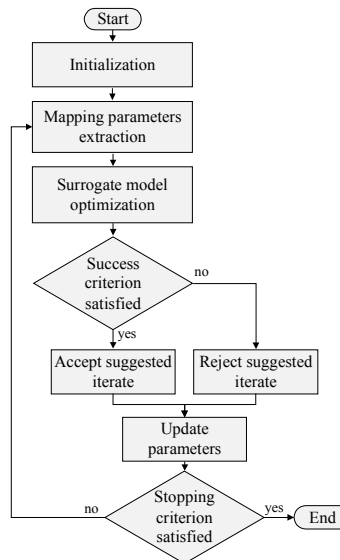 Start
Initialization
Mapping parameters
extraction
Surrogate model
optimization
Success
criterion
satisfied
no
yes
Accept suggested
iterate
Reject suggested
iterate
Update
parameters
no
Stopping
criterion
satisfied
yes
End